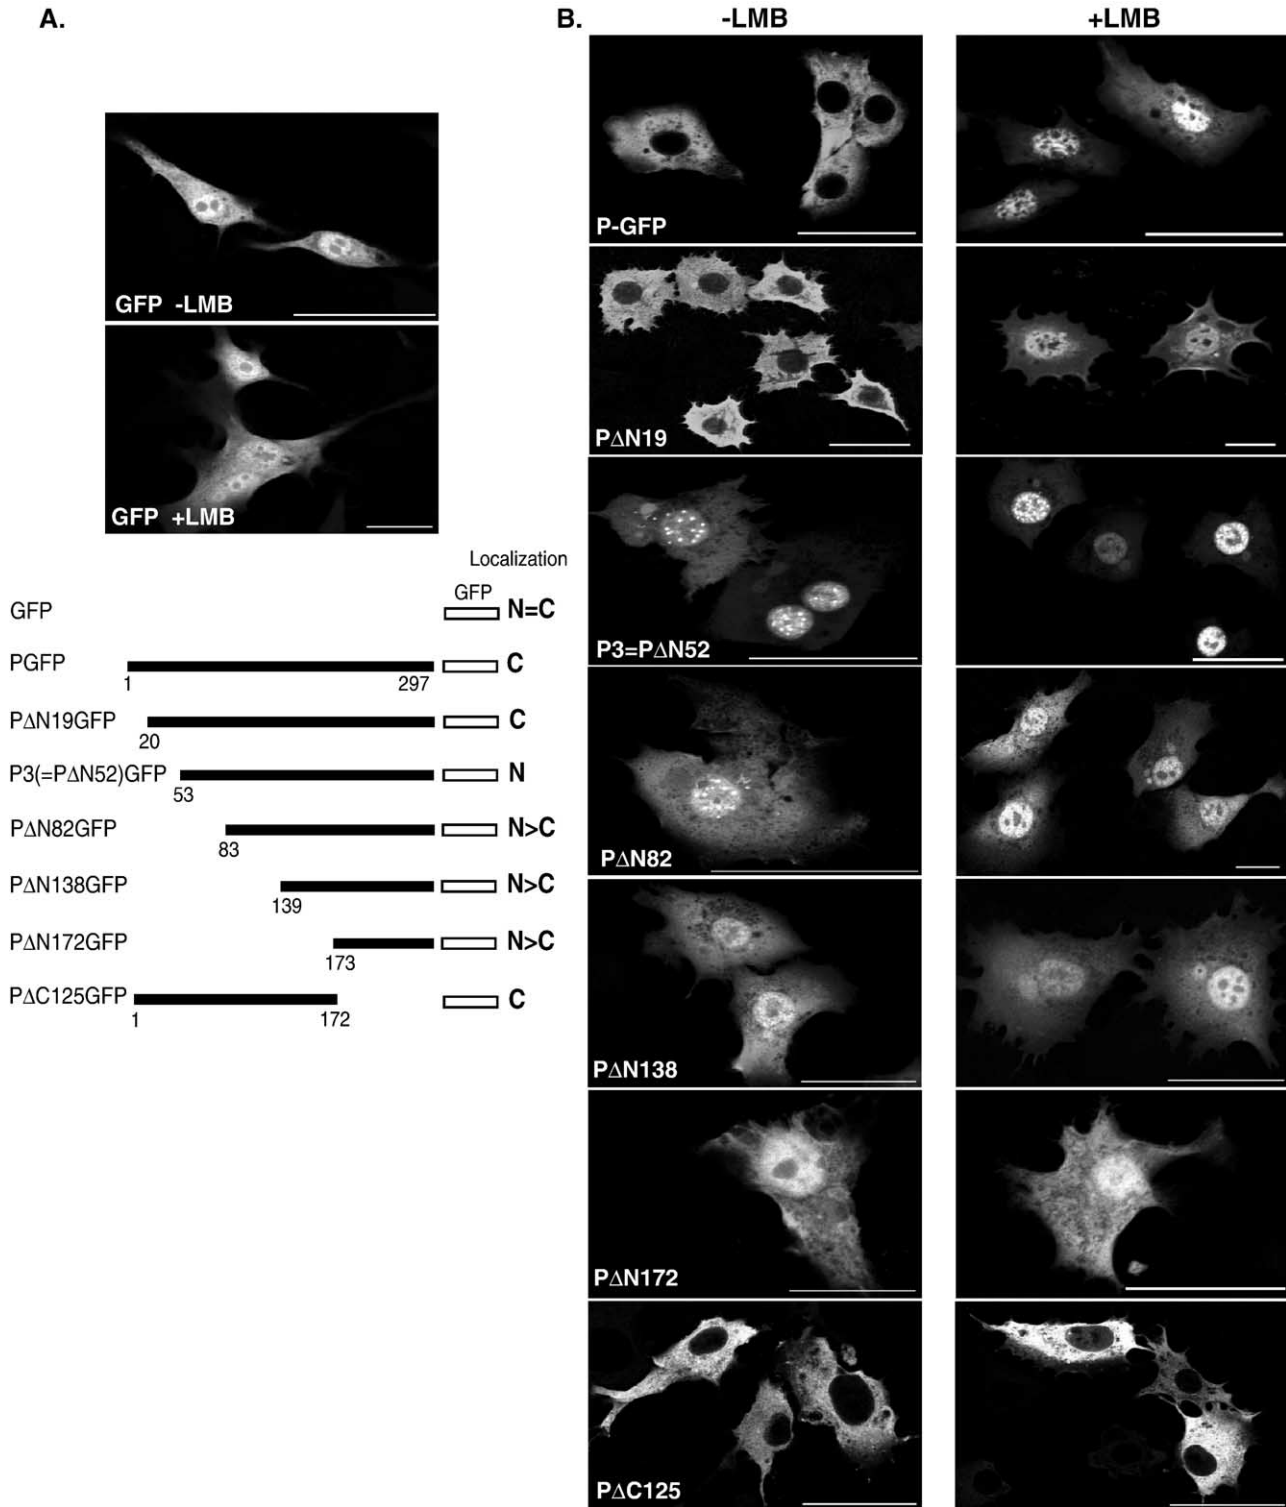 A.
GFP -LMB
GFP +LMB
Localization
GFP
GFP N=C
PGFP C
1 297
PΔN19GFP C
20
P3(=PΔN52)GFP N
53
PΔN82GFP N>C
83
PΔN138GFP N>C
139
PΔN172GFP N>C
173
PΔC125GFP C
1 172
B.
-LMB +LMB
P-GFP
PΔN19
P3=PΔN52
PΔN82
PΔN138
PΔN172
PΔC125